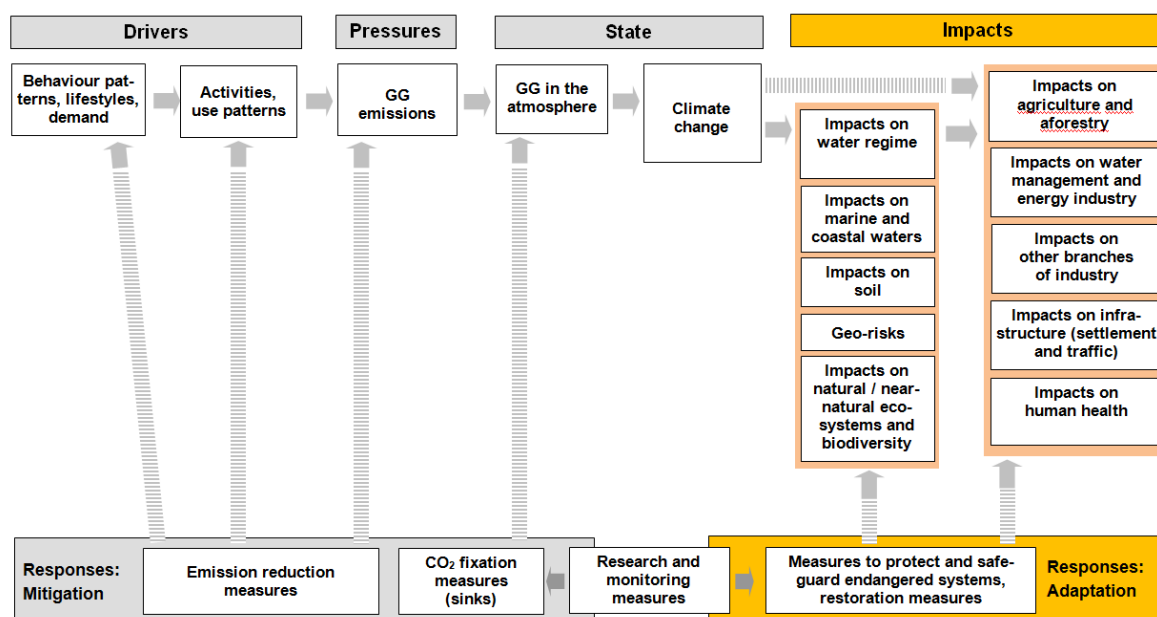 Drivers
Pressures
State
Impacts
Behaviour pat-
terns, lifestyles,
demand
Activities,
use patterns
GG
emissions
GG in the
atmosphere
Climate
change
Impacts on
water regime
Impacts on
marine and
coastal waters
Impacts on
soil
Geo-risks
Impacts on
natural / near-
natural eco-
systems and
biodiversity
Impacts on
agriculture and
aforestry
Impacts on water
management and
energy industry
Impacts on
other branches
of industry
Impacts on infra-
structure (settlement
and traffic)
Impacts on
human health
Responses:
Mitigation
Emission reduction
measures
CO₂ fixation
measures
(sinks)
Research and
monitoring
measures
Measures to protect and safe-
guard endangered systems,
restoration measures
Responses:
Adaptation